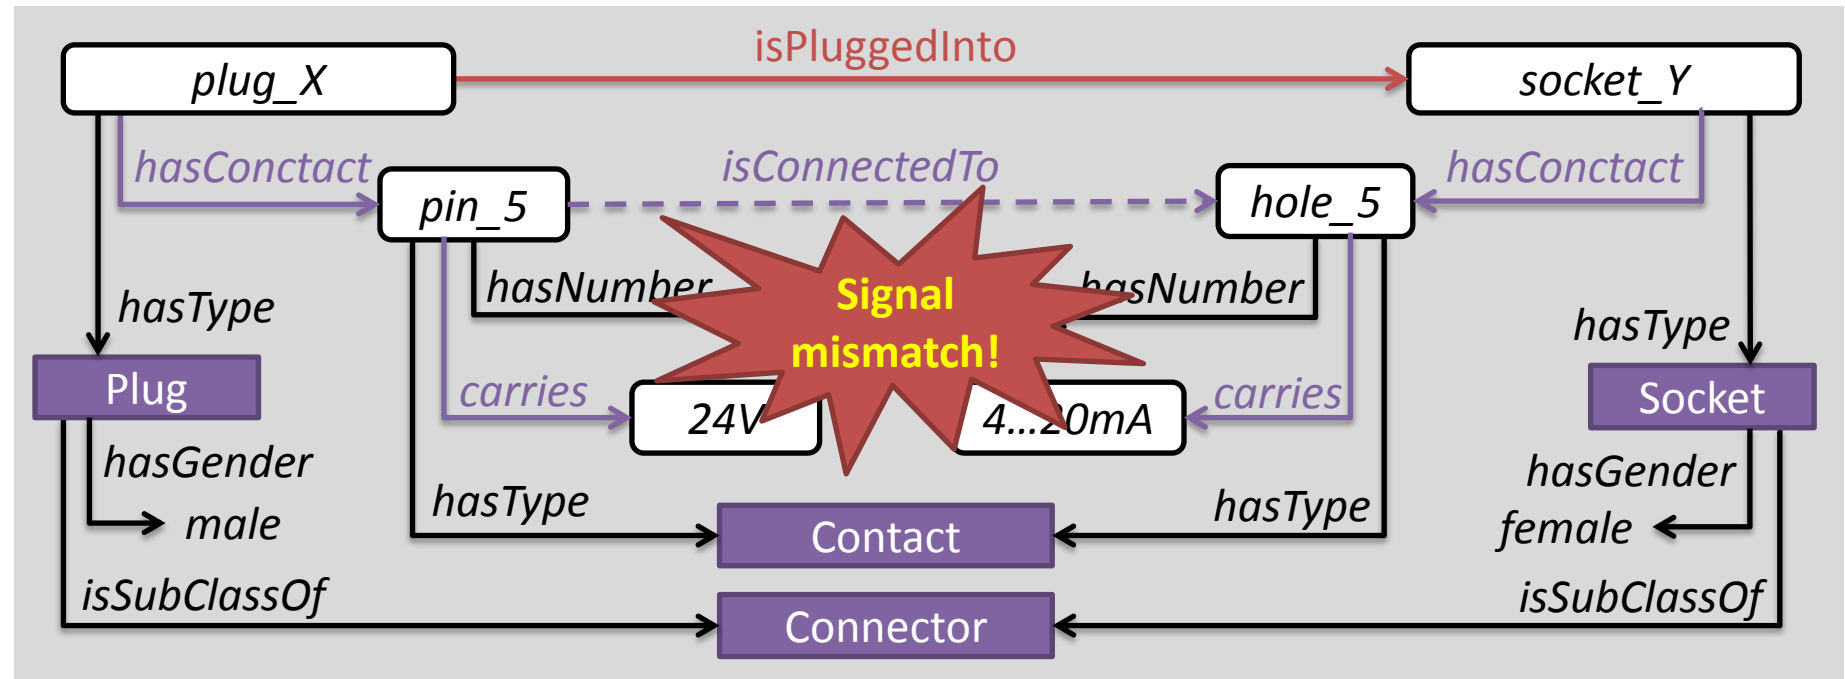 isPluggedInto
plug_X
socket_Y
hasConctact
isConnectedTo
hasConctact
pin_5
hole_5
hasNumber
Signal
mismatch!
hasNumber
hasType
hasType
Plug
carries
24V
4...20mA
carries
Socket
hasGender
male
hasType
Contact
hasType
hasGender
female
isSubClassOf
Connector
isSubClassOf